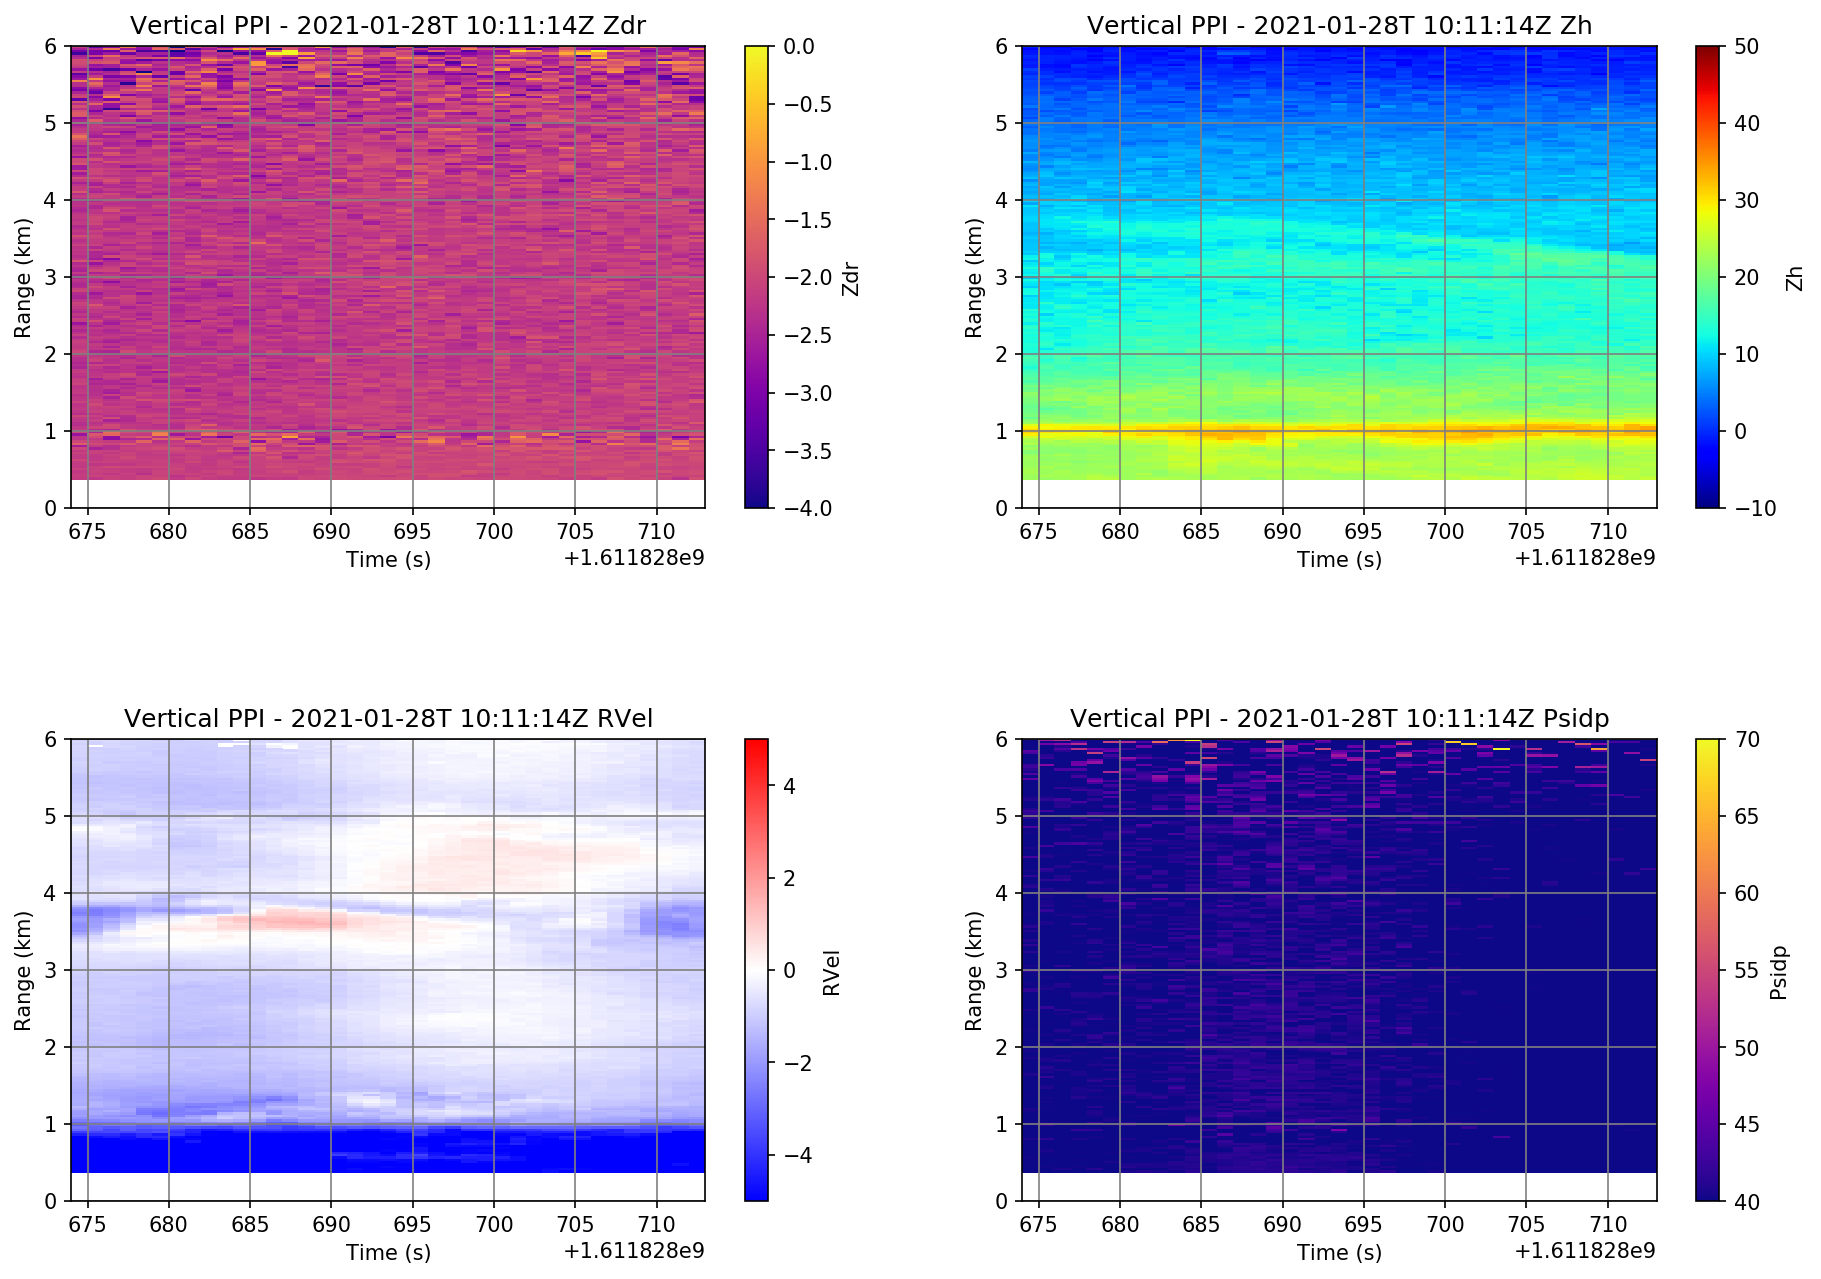 Vertical PPI - 2021-01-28T 10:11:14Z Zdr
6
5
4
3
2
1
0
Range (km)
675 680 685 690 695 700 705 710
Time (s)
+1.611828e9
0.0
−0.5
−1.0
−1.5
−2.0
−2.5
−3.0
−3.5
−4.0
Zdr
Vertical PPI - 2021-01-28T 10:11:14Z Zh
6
5
4
3
2
1
0
Range (km)
675 680 685 690 695 700 705 710
Time (s)
+1.611828e9
50
40
30
20
10
0
−10
Zh
Vertical PPI - 2021-01-28T 10:11:14Z RVel
6
5
4
3
2
1
0
Range (km)
675 680 685 690 695 700 705 710
Time (s)
+1.611828e9
4
2
0
−2
−4
RVel
Vertical PPI - 2021-01-28T 10:11:14Z Psidp
6
5
4
3
2
1
0
Range (km)
675 680 685 690 695 700 705 710
Time (s)
+1.611828e9
70
65
60
55
50
45
40
Psidp